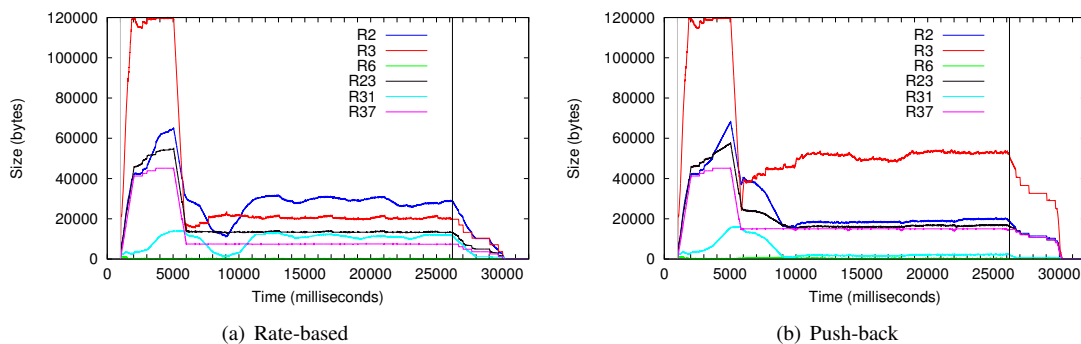 120000
100000
80000
60000
40000
20000
0
Size (bytes)
0 5000 10000 15000 20000 25000 30000
Time (milliseconds)
R2
R3
R6
R23
R31
R37
(a) Rate-based
120000
100000
80000
60000
40000
20000
0
Size (bytes)
0 5000 10000 15000 20000 25000 30000
Time (milliseconds)
R2
R3
R6
R23
R31
R37
(b) Push-back